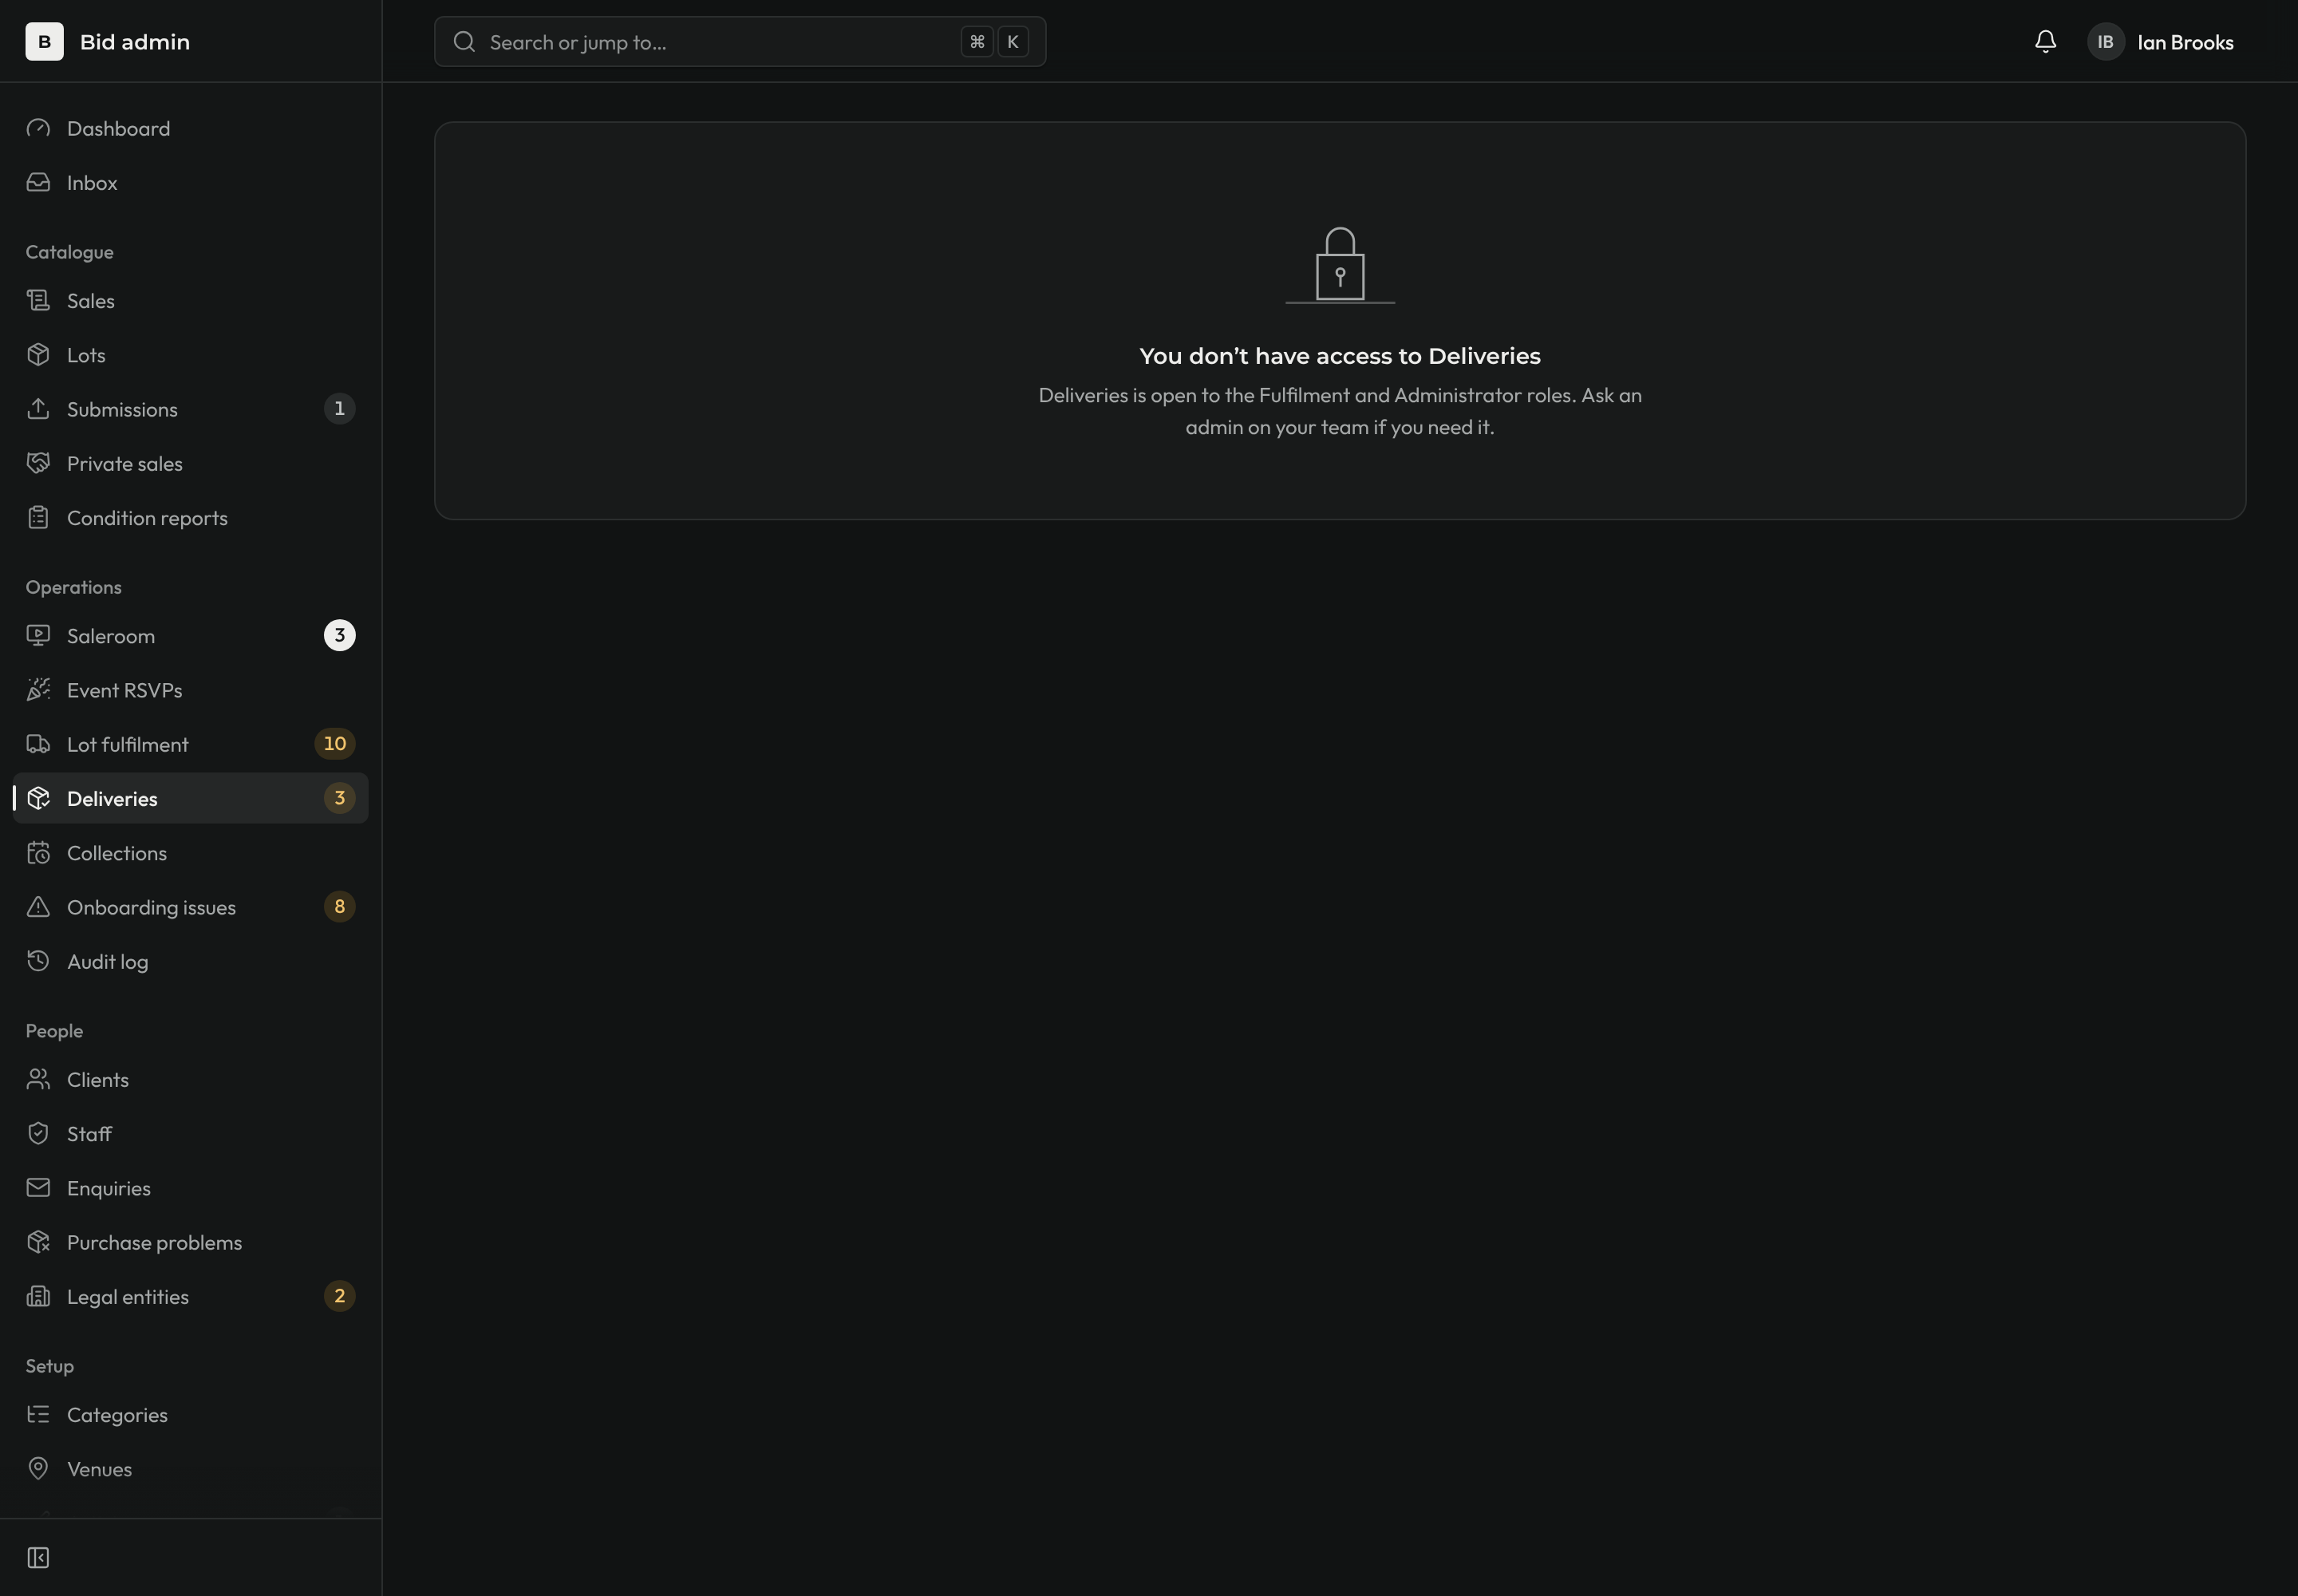 B Bid admin
Search or jump to...
⌘ K
IB Ian Brooks
Dashboard
Inbox
Catalogue
Sales
Lots
Submissions 1
Private sales
Condition reports
Operations
Saleroom 3
Event RSVPs
Lot fulfilment 10
Deliveries 3
Collections
Onboarding issues 8
Audit log
People
Clients
Staff
Enquiries
Purchase problems
Legal entities 2
Setup
Categories
Venues
You don’t have access to Deliveries
Deliveries is open to the Fulfilment and Administrator roles. Ask an
admin on your team if you need it.